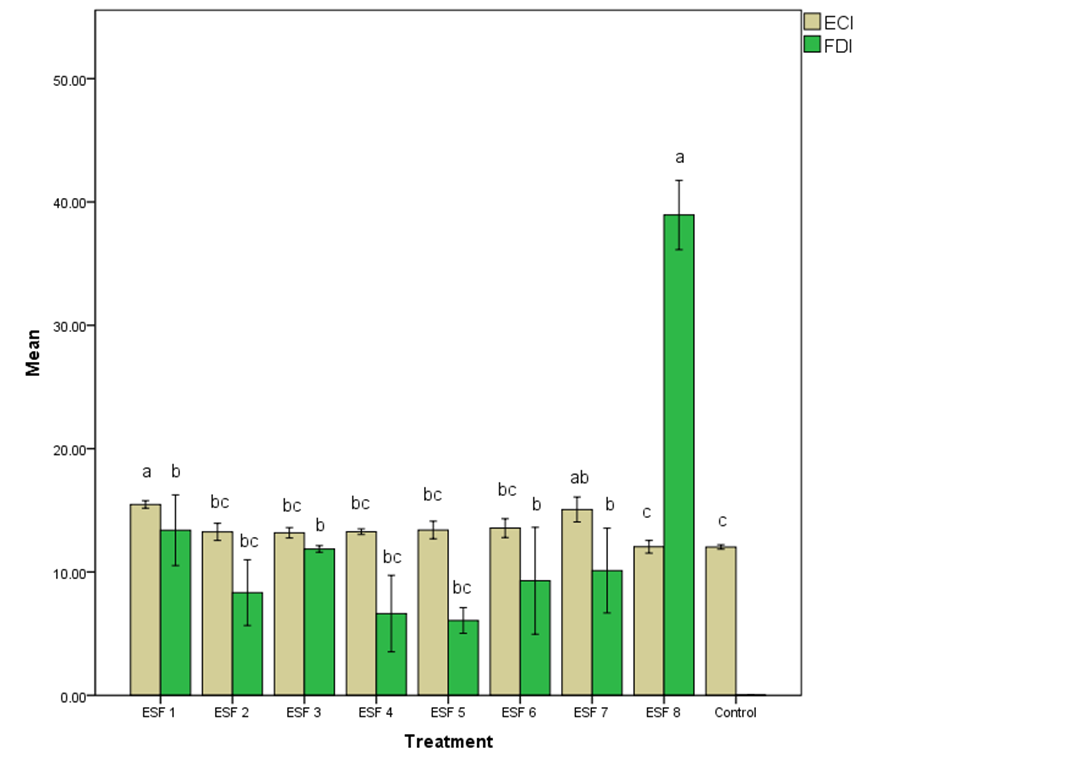 ECI
FDI
50.00
40.00
30.00
20.00
10.00
0.00
Mean
a
a b
bc bc
bc b
bc bc
bc bc
bc b
ab b
c
c
ESF 1 ESF 2 ESF 3 ESF 4 ESF 5 ESF 6 ESF 7 ESF 8 Control
Treatment